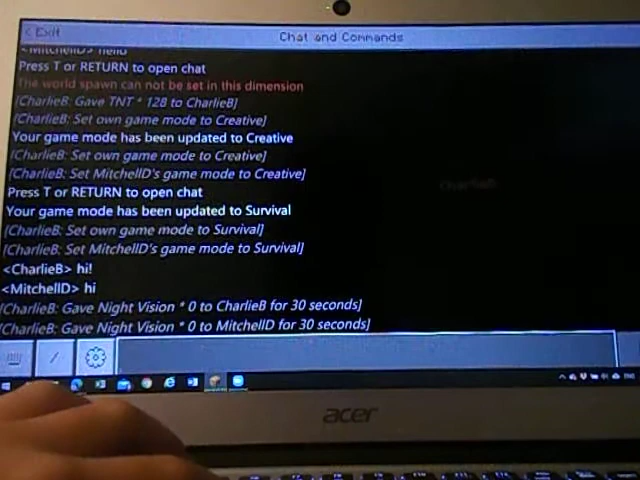 < Exit
Chat and Commands
<MitchellD> hello
Press T or RETURN to open chat
The world spawn can not be set in this dimension
[CharlieB: Gave TNT * 128 to CharlieB]
[CharlieB: Set own game mode to Creative]
Your game mode has been updated to Creative
[CharlieB: Set own game mode to Creative]
[CharlieB: Set MitchellD's game mode to Creative]
Press T or RETURN to open chat
Your game mode has been updated to Survival
[CharlieB: Set own game mode to Survival]
[CharlieB: Set MitchellD's game mode to Survival]
<CharlieB> hi!
<MitchellD> hi
[CharlieB: Gave Night Vision * 0 to CharlieB for 30 seconds]
[CharlieB: Gave Night Vision * 0 to MitchellD for 30 seconds]
/
acer